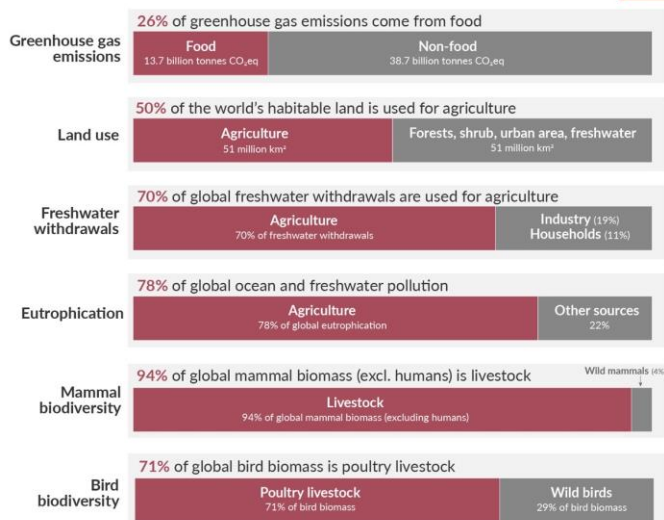 26% of greenhouse gas emissions come from food
Greenhouse gas
emissions
Food
13.7 billion tonnes CO₂eq
Non-food
38.7 billion tonnes CO₂eq
50% of the world's habitable land is used for agriculture
Land use
Agriculture
51 million km²
Forests, shrub, urban area, freshwater
51 million km²
70% of global freshwater withdrawals are used for agriculture
Freshwater
withdrawals
Agriculture
70% of freshwater withdrawals
Industry (19%)
Households (11%)
78% of global ocean and freshwater pollution
Eutrophication
Agriculture
78% of global eutrophication
Other sources
22%
94% of global mammal biomass (excl. humans) is livestock
Wild mammals (4%
Mammal
biodiversity
Livestock
94% of global mammal biomass (excluding humans)
71% of global bird biomass is poultry livestock
Bird
biodiversity
Poultry livestock
71% of bird biomass
Wild birds
29% of bird biomass